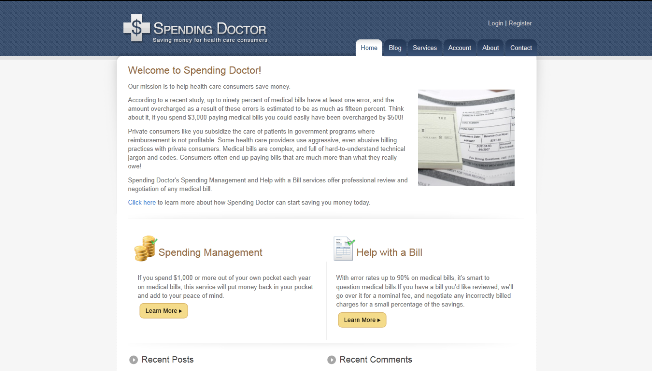 SPENDING DOCTOR
Saving money for health care consumers
Login | Register
Home Blog Services Account About Contact
Welcome to Spending Doctor!
Our mission is to help health care consumers save money.
According to a recent study, up to ninety percent of medical bills have at least one error, and the
amount overcharged as a result of these errors is estimated to be as much as fifteen percent. Think
about it, if you spend $3,000 paying medical bills you could easily have been overcharged by $500!
Private consumers like you subsidize the care of patients in government programs where
reimbursement is not profitable. Some health care providers use aggressive, even abusive billing
practices with private consumers. Medical bills are complex, and full of hard-to-understand technical
jargon and codes. Consumers often end up paying bills that are much more than what they really
owe!
Spending Doctor's Spending Management and Help with a Bill services offer professional review and
negotiation of any medical bill.
Click here to learn more about how Spending Doctor can start saving you money today.
Spending Management
If you spend $1,000 or more out of your own pocket each year
on medical bills, this service will put money back in your pocket
and add to your peace of mind.
Learn More ▸
Help with a Bill
With error rates up to 90% on medical bills, it's smart to
question medical bills If you have a bill you'd like reviewed, we'll
go over it for a nominal fee, and negotiate any incorrectly billed
charges for a small percentage of the savings.
Learn More ▸
Recent Posts
Recent Comments